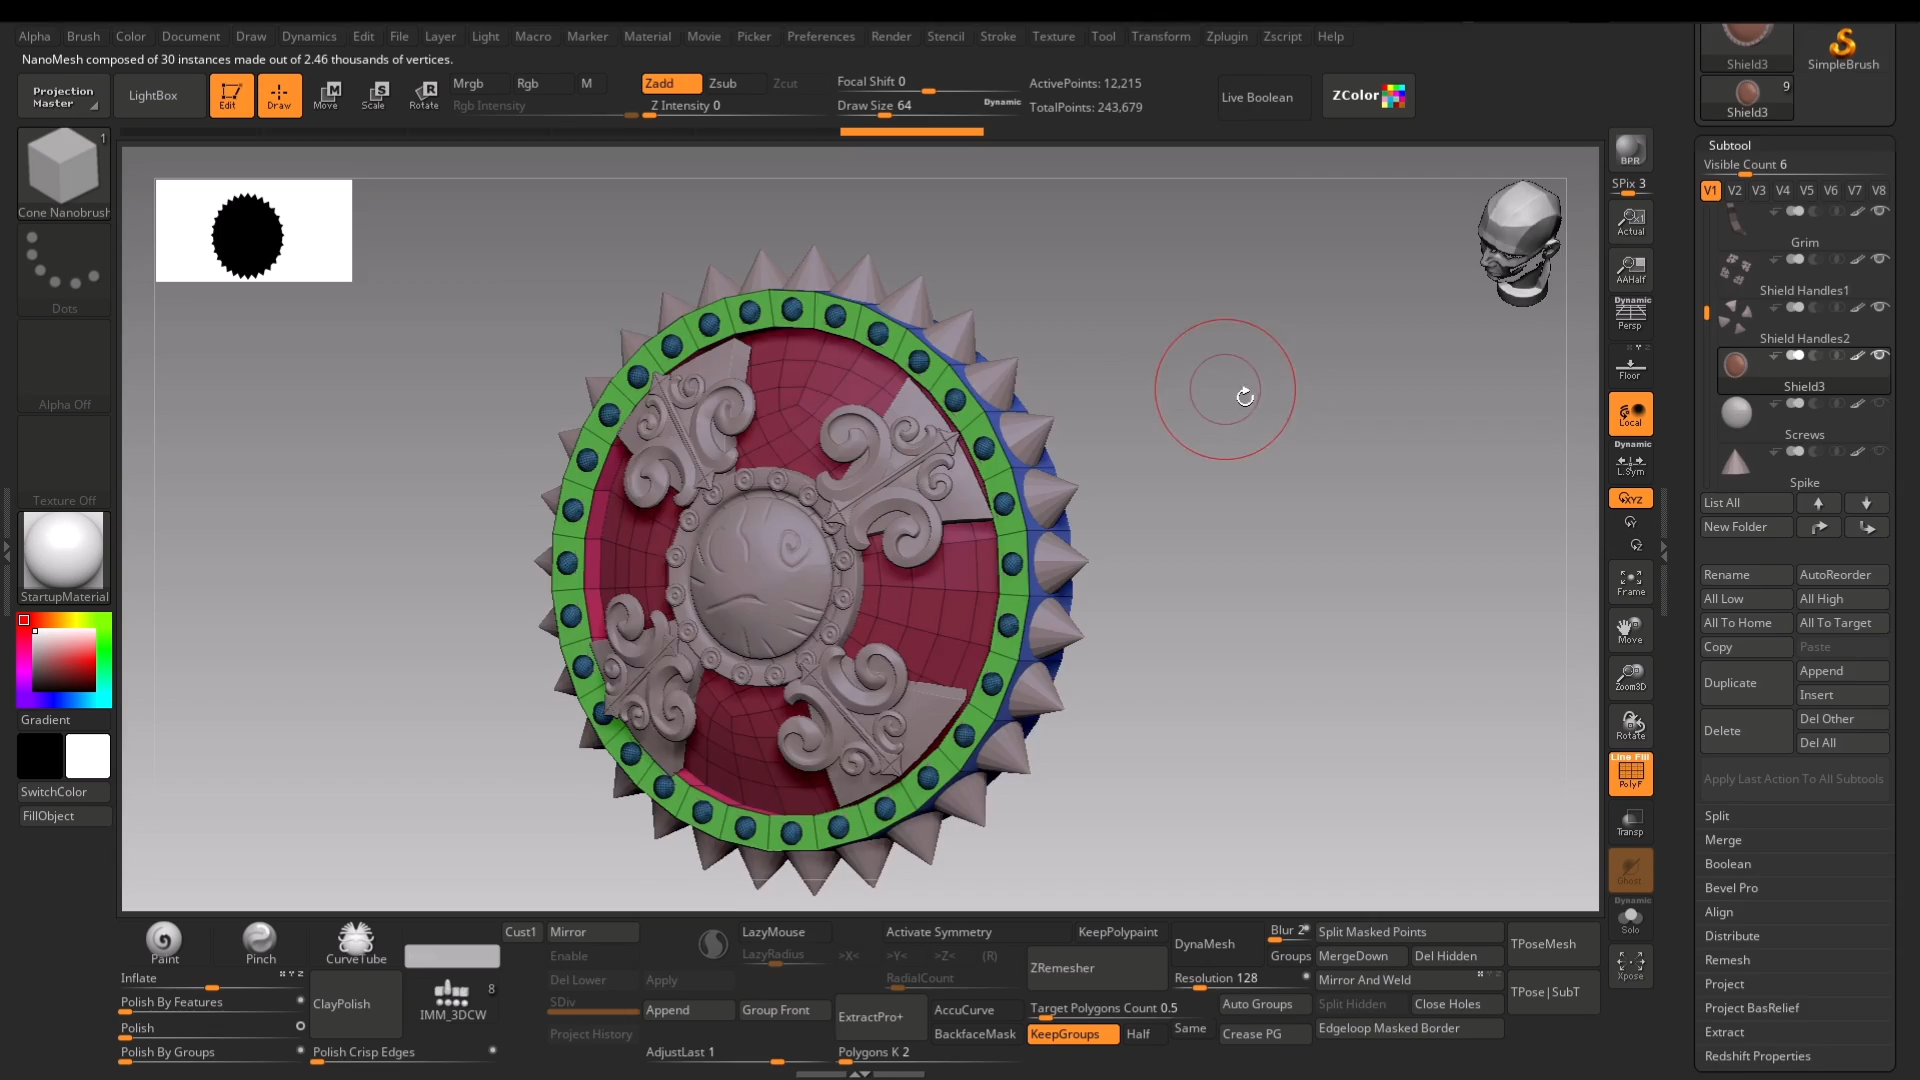 Alpha Brush Color Document Draw Dynamics Edit File Layer Light Macro Marker Material Movie Picker Preferences Render Stencil Stroke Texture Tool Transform Zplugin Zscript Help
NanoMesh composed of 30 instances made out of 2.46 thousands of vertices.
Projection Master
LightBox
Edit
Draw
Move
Scale
Rotate
Mrgb Rgb M
Rgb Intensity
Zadd Zsub Zcut
Z Intensity 0
Focal Shift 0
Draw Size 64
Dynamic
ActivePoints: 12,215
TotalPoints: 243,679
Live Boolean
ZColor
Shield3
SimpleBrush
9
Shield3
1
Cone Nanobrush
Dots
Alpha Off
Texture Off
StartupMaterial
Gradient
SwitchColor
FillObject
BPR
SPix 3
Actual
AAHalf
Dynamic
Persp
Floor
Local
Dynamic
L.Sym
XYZ
Frame
Move
Zoom3D
Rotate
Line Fill
PolyF
Transp
Ghost
Dynamic
Solo
Xpose
Subtool
Visible Count 6
V1 V2 V3 V4 V5 V6 V7 V8
Grim
Shield Handles1
Shield Handles2
Shield3
Screws
Spike
List All
New Folder
Rename AutoReorder
All Low All High
All To Home All To Target
Copy Paste
Duplicate Append
Insert
Delete Del Other
Del All
Apply Last Action To All Subtools
Split
Merge
Boolean
Bevel Pro
Align
Distribute
Remesh
Project
Project BasRelief
Extract
Redshift Properties
Paint
Pinch
CurveTube
Inflate
Polish By Features
Polish
Polish By Groups
ClayPolish
8
IMM_3DCW
Polish Crisp Edges
Cust1
Mirror
Enable
Del Lower
SDiv
Project History
Apply
Append
AdjustLast 1
LazyMouse
LazyRadius
Group Front
ExtractPro+
Polygons K 2
Activate Symmetry
>X< >Y< >Z< (R)
RadialCount
AccuCurve
BackfaceMask
KeepPolypaint
ZRemesher
Target Polygons Count 0.5
KeepGroups Half Same
DynaMesh
Blur 2
Groups
Resolution 128
Auto Groups
Crease PG
Split Masked Points
MergeDown Del Hidden
Mirror And Weld
Split Hidden Close Holes
Edgeloop Masked Border
TPoseMesh
TPose|SubT